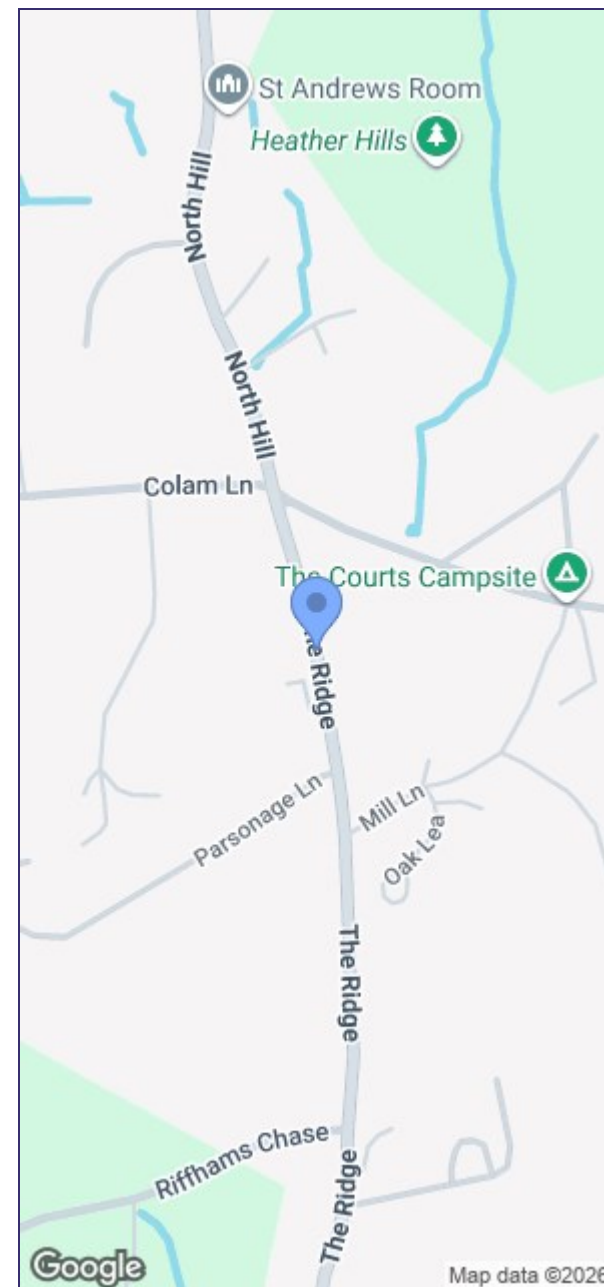 St Andrews Room
Heather Hills
North Hill
North Hill
Colam Ln
The Courts Campsite
The Ridge
Parsonage Ln
Mill Ln
Oak Lea
The Ridge
Riffhams Chase
The Ridge
Google
Map data ©2026